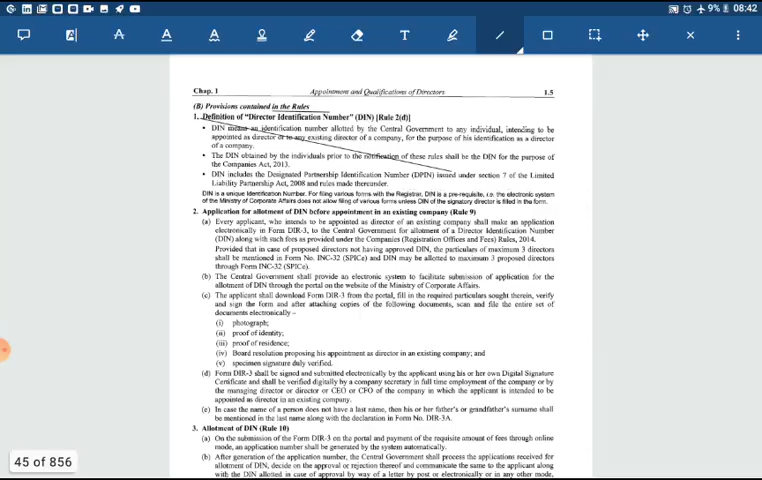 9% 08:42
T
Chap. 1 Appointment and Qualifications of Directors 1.5
(B) Provisions contained in the Rules
1. Definition of "Director Identification Number" (DIN) [Rule 2(d)]
• DIN means an identification number allotted by the Central Government to any individual, intending to be
appointed as director or to any existing director of a company, for the purpose of his identification as a director
of a company.
• The DIN obtained by the individuals prior to the notification of these rules shall be the DIN for the purpose of
the Companies Act, 2013.
• DIN includes the Designated Partnership Identification Number (DPIN) issued under section 7 of the Limited
Liability Partnership Act, 2008 and rules made thereunder.
DIN is a unique Identification Number. For filing various forms with the Registrar, DIN is a pre-requisite, i.e. the electronic system
of the Ministry of Corporate Affairs does not allow filing of various forms unless DIN of the signatory director is filled in the form.
2. Application for allotment of DIN before appointment in an existing company (Rule 9)
(a) Every applicant, who intends to be appointed as director of an existing company shall make an application
electronically in Form DIR-3, to the Central Government for allotment of a Director Identification Number
(DIN) along with such fees as provided under the Companies (Registration Offices and Fees) Rules, 2014.
Provided that in case of proposed directors not having approved DIN, the particulars of maximum 3 directors
shall be mentioned in Form No. INC-32 (SPICe) and DIN may be allotted to maximum 3 proposed directors
through Form INC-32 (SPICe).
(b) The Central Government shall provide an electronic system to facilitate submission of application for the
allotment of DIN through the portal on the website of the Ministry of Corporate Affairs.
(c) The applicant shall download Form DIR-3 from the portal, fill in the required particulars sought therein, verify
and sign the form and after attaching copies of the following documents, scan and file the entire set of
documents electronically –
(i) photograph;
(ii) proof of identity;
(iii) proof of residence;
(iv) Board resolution proposing his appointment as director in an existing company; and
(v) specimen signature duly verified.
(d) Form DIR-3 shall be signed and submitted electronically by the applicant using his or her own Digital Signature
Certificate and shall be verified digitally by a company secretary in full time employment of the company or by
the managing director or director or CEO or CFO of the company in which the applicant is intended to be
appointed as director in an existing company.
(e) In case the name of a person does not have a last name, then his or her father's or grandfather's surname shall
be mentioned in the last name along with the declaration in Form No. DIR-3A.
3. Allotment of DIN (Rule 10)
(a) On the submission of the Form DIR-3 on the portal and payment of the requisite amount of fees through online
mode, an application number shall be generated by the system automatically.
(b) After generation of the application number, the Central Government shall process the applications received for
allotment of DIN, decide on the approval or rejection thereof and communicate the same to the applicant along
with the DIN allotted in case of approval by way of a letter by post or electronically or in any other mode,
45 of 856